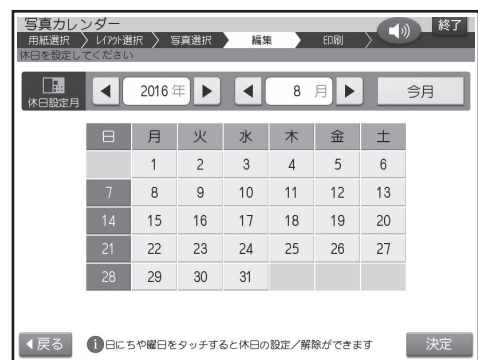 写真カレンダー 終了
用紙選択 レイアウト選択 写真選択 編集 印刷
休日を設定してください
休日設定月 2016年 8月 今月
日 月 火 水 木 金 土
1 2 3 4 5 6
7 8 9 10 11 12 13
14 15 16 17 18 19 20
21 22 23 24 25 26 27
28 29 30 31
戻る 日にちや曜日をタッチすると休日の設定/解除ができます 決定